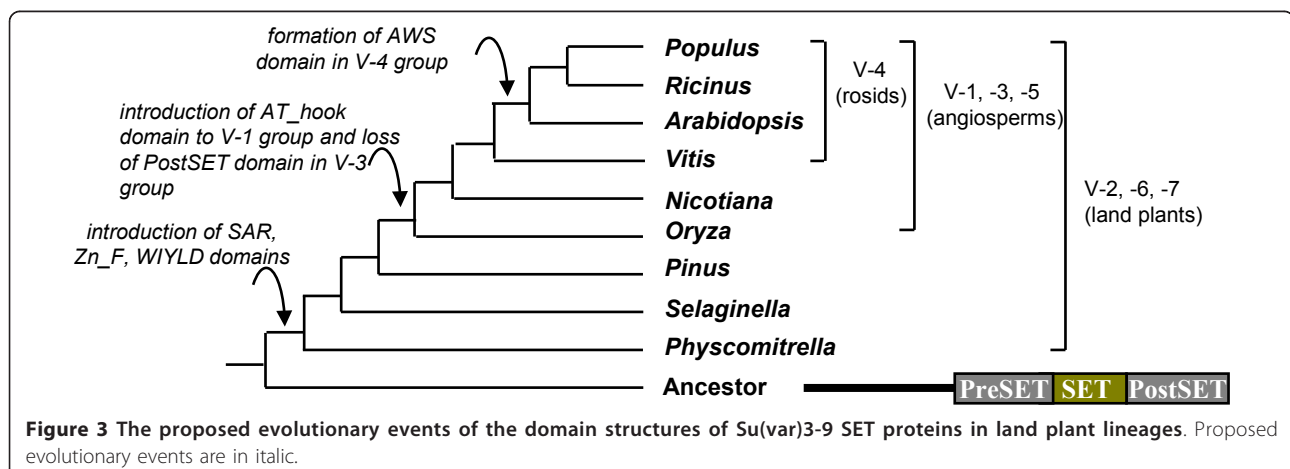 formation of AWS
domain in V-4 group
introduction of AT_hook
domain to V-1 group and loss
of PostSET domain in V-3
group
introduction of SAR,
Zn_F, WIYLD domains
Populus
Ricinus
Arabidopsis
Vitis
Nicotiana
Oryza
Pinus
Selaginella
Physcomitrella
Ancestor
V-4
(rosids)
V-1, -3, -5
(angiosperms)
V-2, -6, -7
(land plants)
PreSET SET PostSET
Figure 3 The proposed evolutionary events of the domain structures of Su(var)3-9 SET proteins in land plant lineages. Proposed
evolutionary events are in italic.